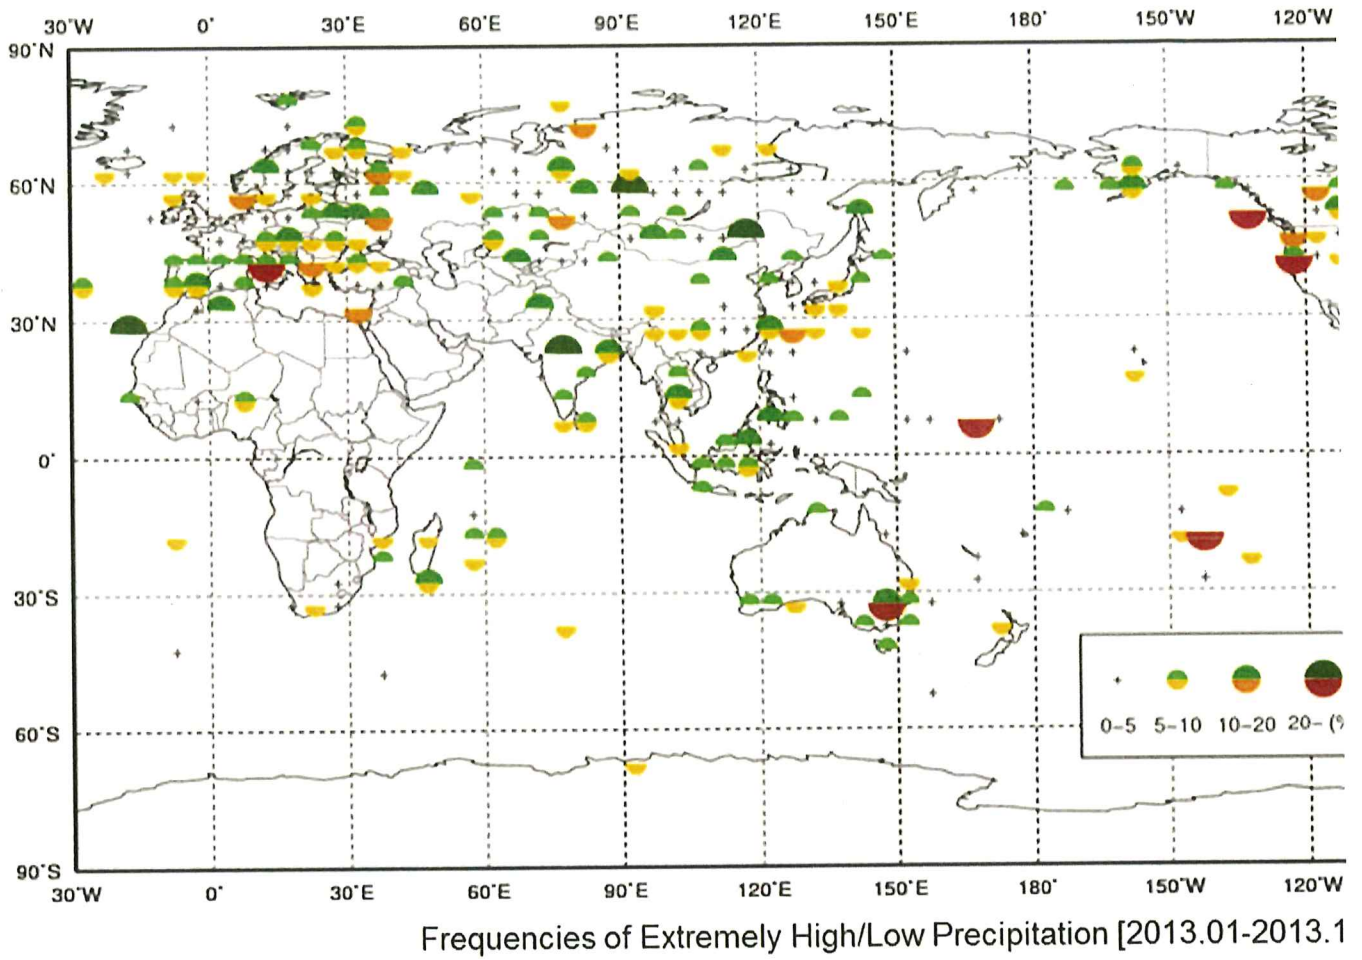 30˚W 0˚ 30˚E 60˚E 90˚E 120˚E 150˚E 180˚ 150˚W 120˚W
90˚N
60˚N
30˚N
0˚
30˚S
0-5 5-10 10-20 20- (%
60˚S
90˚S
30˚W 0˚ 30˚E 60˚E 90˚E 120˚E 150˚E 180˚ 150˚W 120˚W
Frequencies of Extremely High/Low Precipitation [2013.01-2013.1